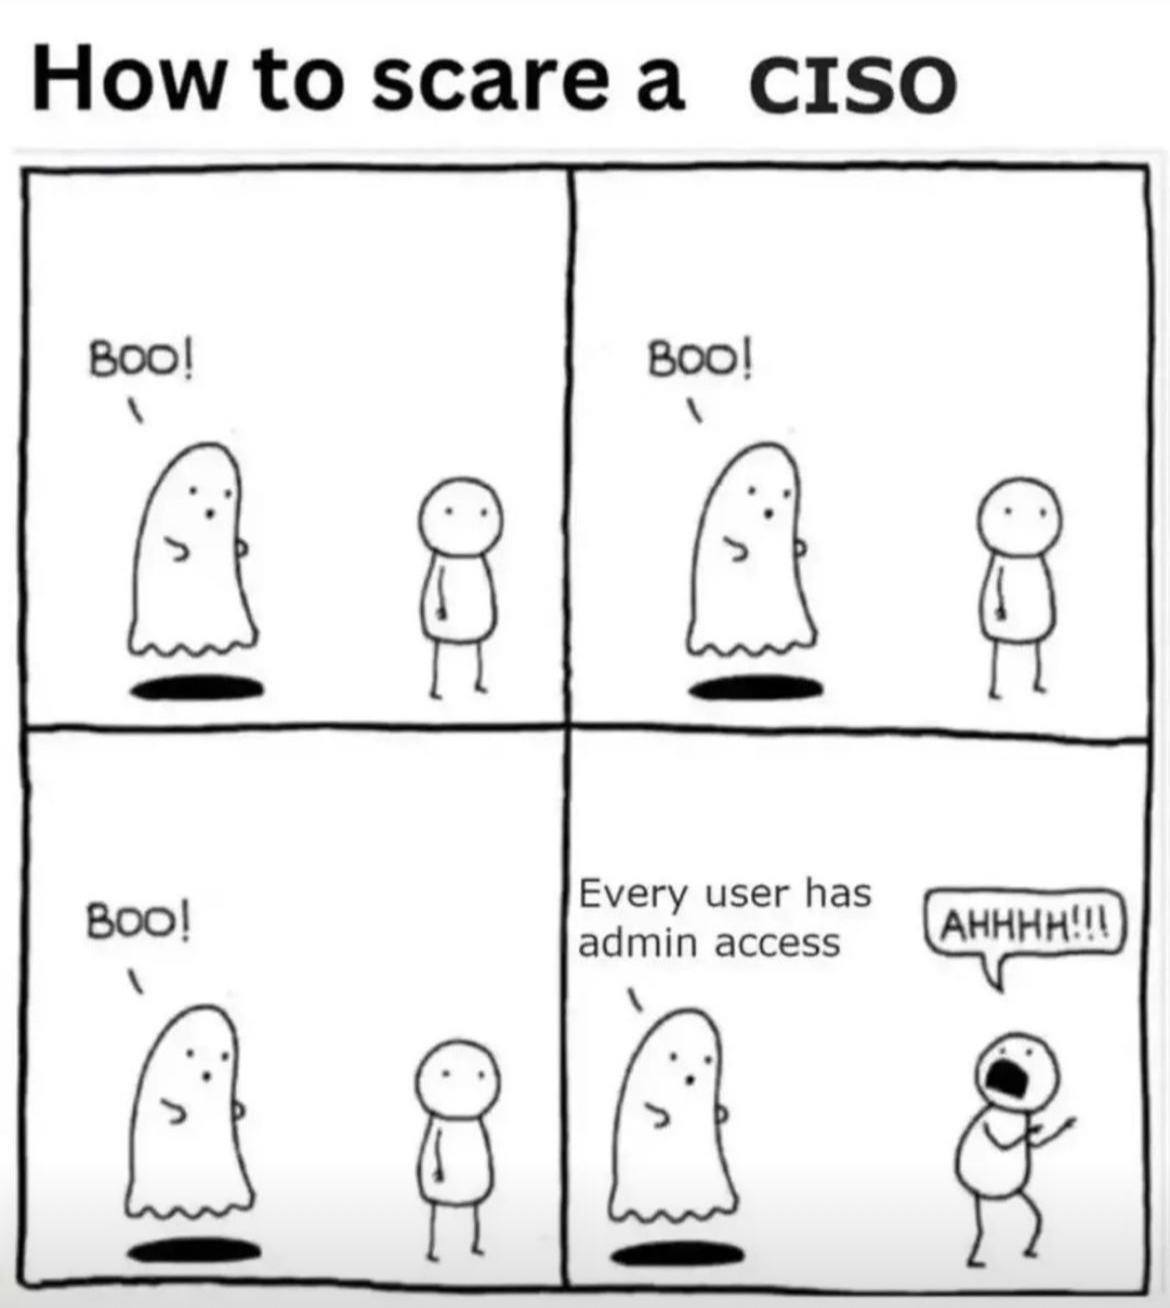 How to scare a CISO
BOO!
BOO!
BOO!
Every user has
admin access
AHHHH!!!